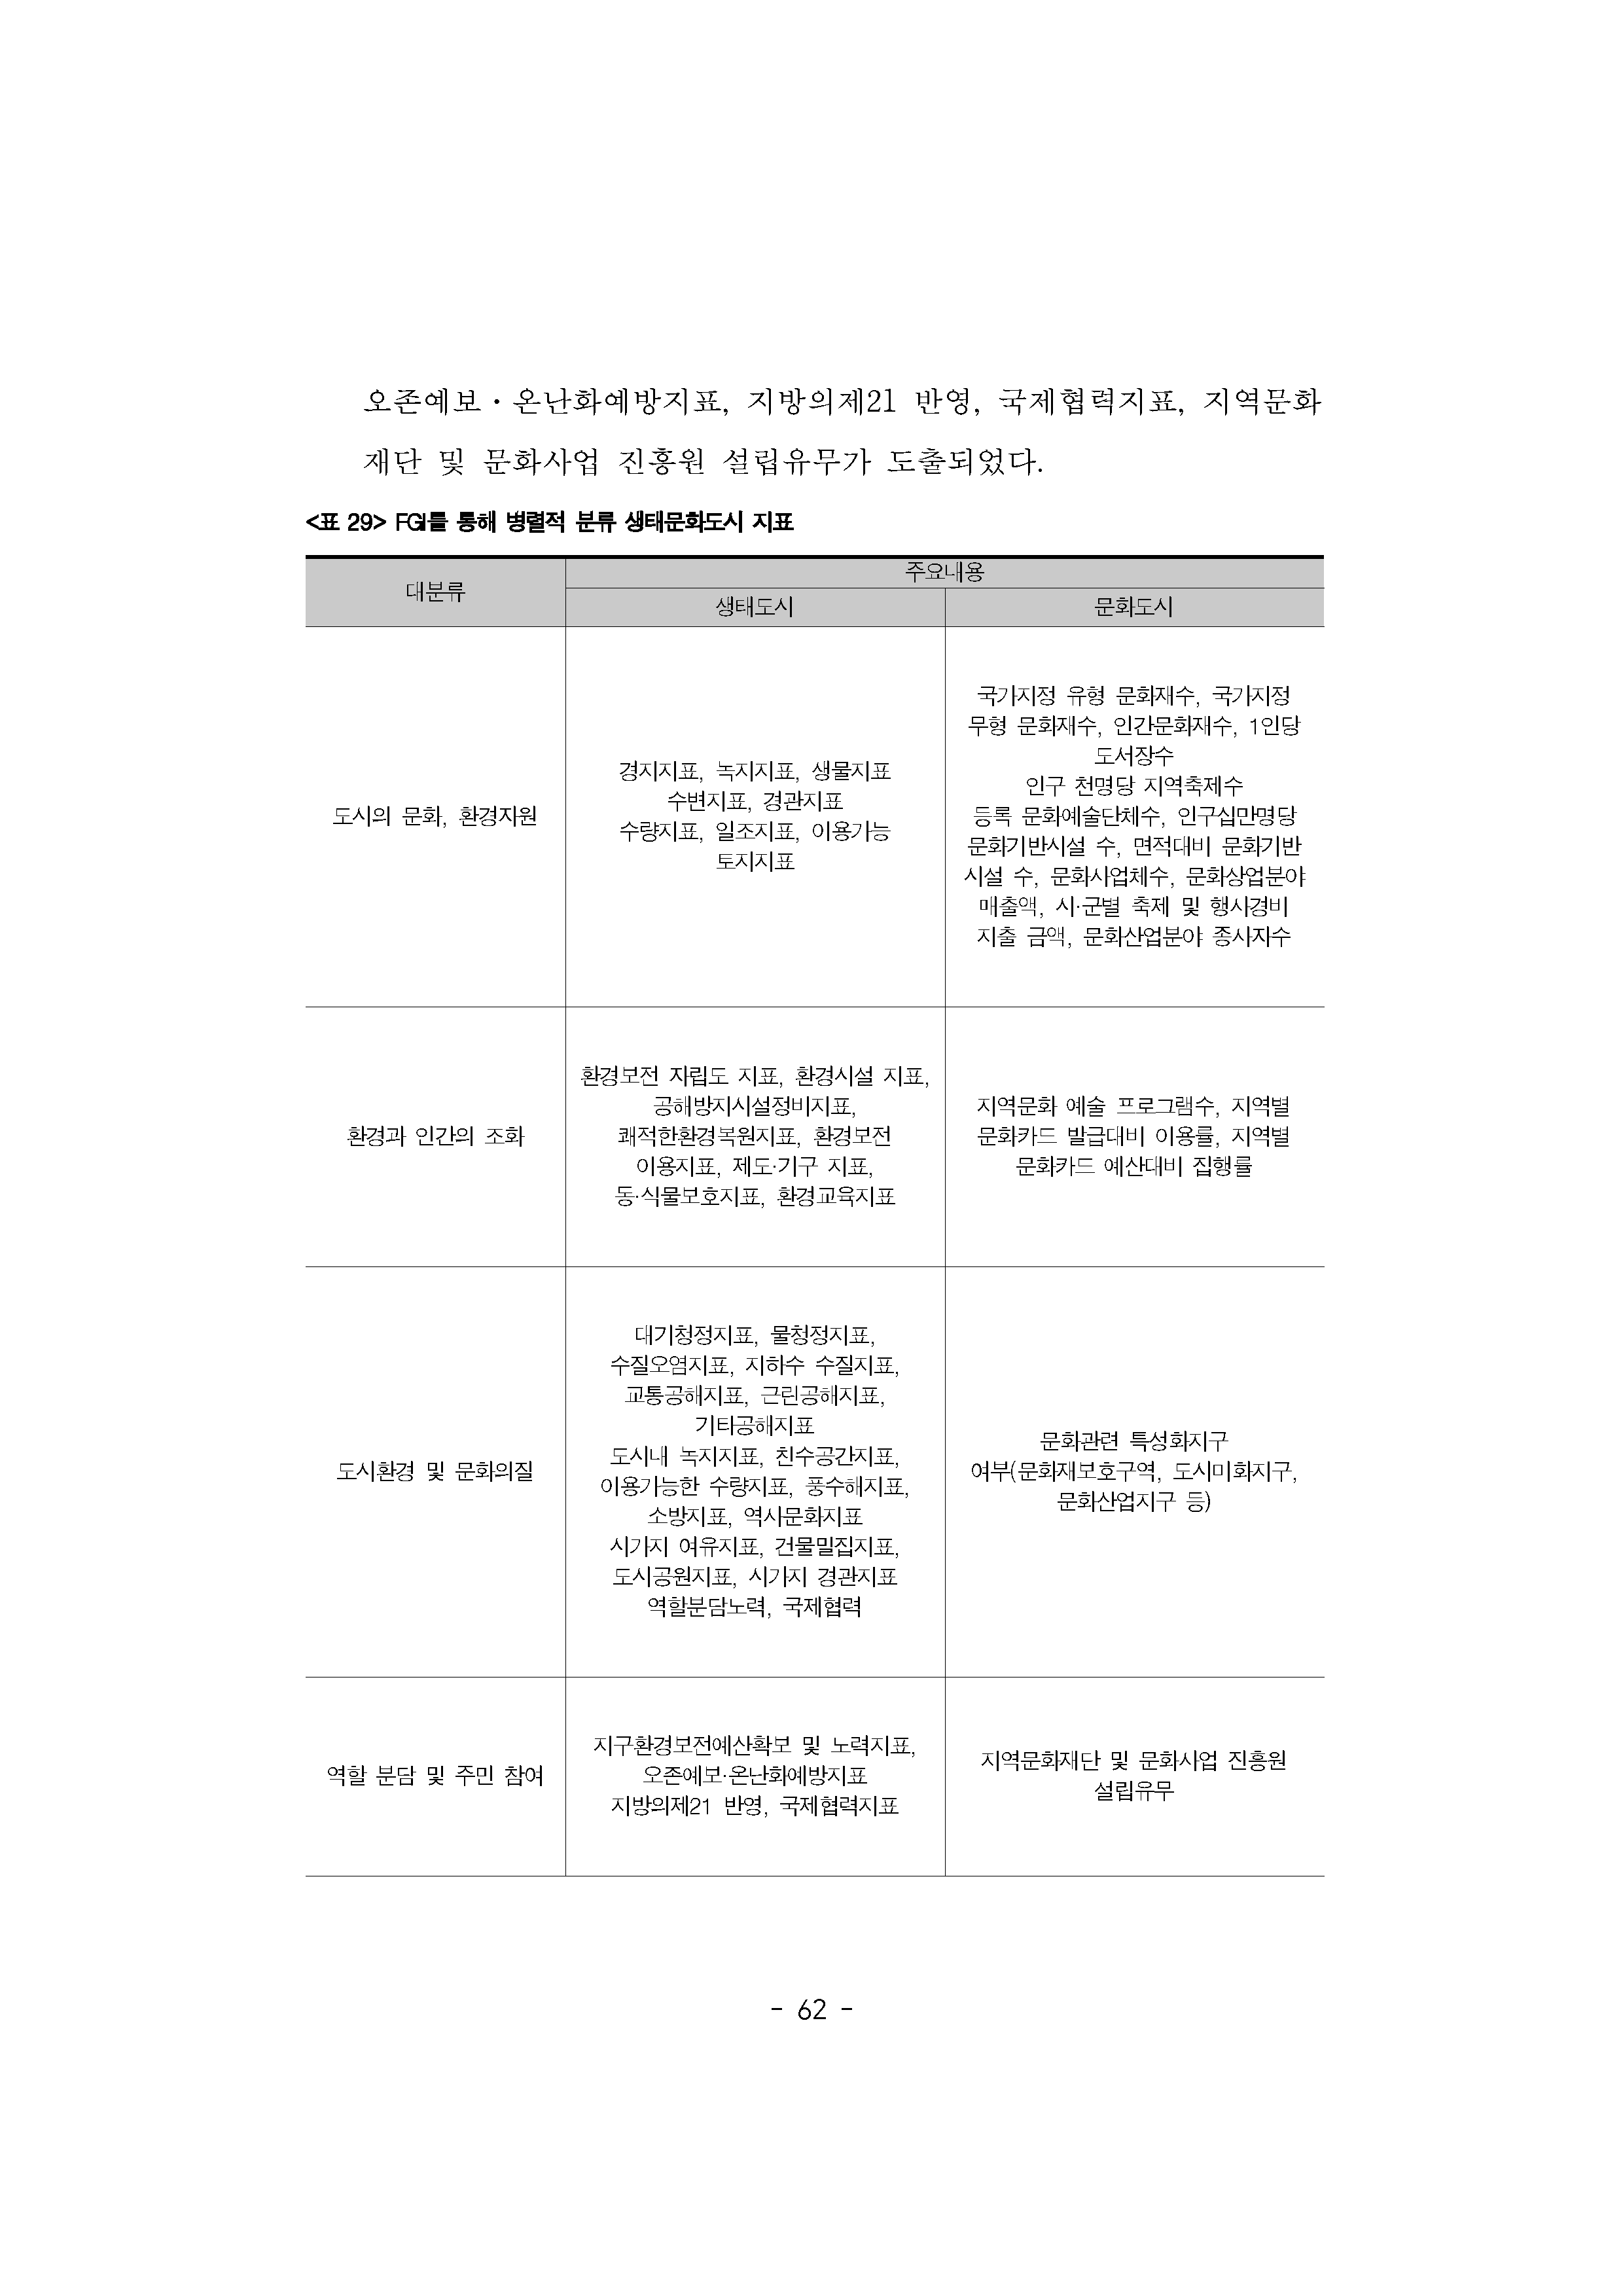 오존예보·온난화예방지표, 지방의제21 반영, 국제협력지표, 지역문화
재단 및 문화사업 진흥원 설립유무가 도출되었다.
<표 29> FGI를 통해 병렬적 분류 생태문화도시 지표
대분류
주요내용
생태도시
문화도시
도시의 문화, 환경자원
경지지표, 녹지지표, 생물지표
수변지표, 경관지표
수량지표, 일조지표, 이용가능
토지지표
국가지정 유형 문화재수, 국가지정
무형 문화재수, 인간문화재수, 1인당
도서장수
인구 천명당 지역축제수
등록 문화예술단체수, 인구십만명당
문화기반시설 수, 면적대비 문화기반
시설 수, 문화사업체수, 문화상업분야
매출액, 시·군별 축제 및 행사경비
지출 금액, 문화산업분야 종사자수
환경과 인간의 조화
환경보전 자립도 지표, 환경시설 지표,
공해방지시설정비지표,
쾌적한환경복원지표, 환경보전
이용지표, 제도·기구 지표,
동·식물보호지표, 환경교육지표
지역문화 예술 프로그램수, 지역별
문화카드 발급대비 이용률, 지역별
문화카드 예산대비 집행률
도시환경 및 문화의질
대기청정지표, 물청정지표,
수질오염지표, 지하수 수질지표,
교통공해지표, 근린공해지표,
기타공해지표
도시내 녹지지표, 친수공간지표,
이용가능한 수량지표, 풍수해지표,
소방지표, 역사문화지표
시가지 여유지표, 건물밀집지표,
도시공원지표, 시가지 경관지표
역할분담노력, 국제협력
문화관련 특성화지구
여부(문화재보호구역, 도시미화지구,
문화산업지구 등)
역할 분담 및 주민 참여
지구환경보전예산확보 및 노력지표,
오존예보·온난화예방지표
지방의제21 반영, 국제협력지표
지역문화재단 및 문화사업 진흥원
설립유무
- 62 -